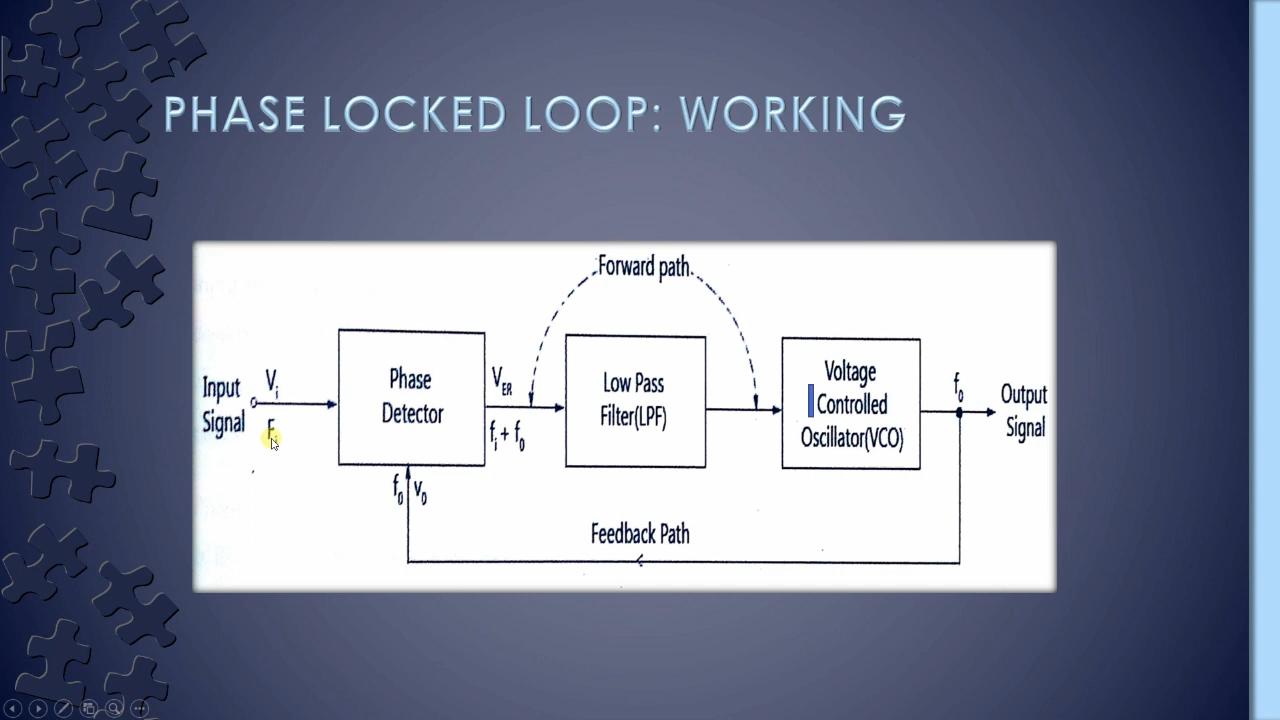 PHASE LOCKED LOOP: WORKING
Forward path
Input
Signal
Vi
Fi
Phase
Detector
VER
fi + f0
Low Pass
Filter(LPF)
Voltage
Controlled
Oscillator(VCO)
f0
Output
Signal
f0 v0
Feedback Path